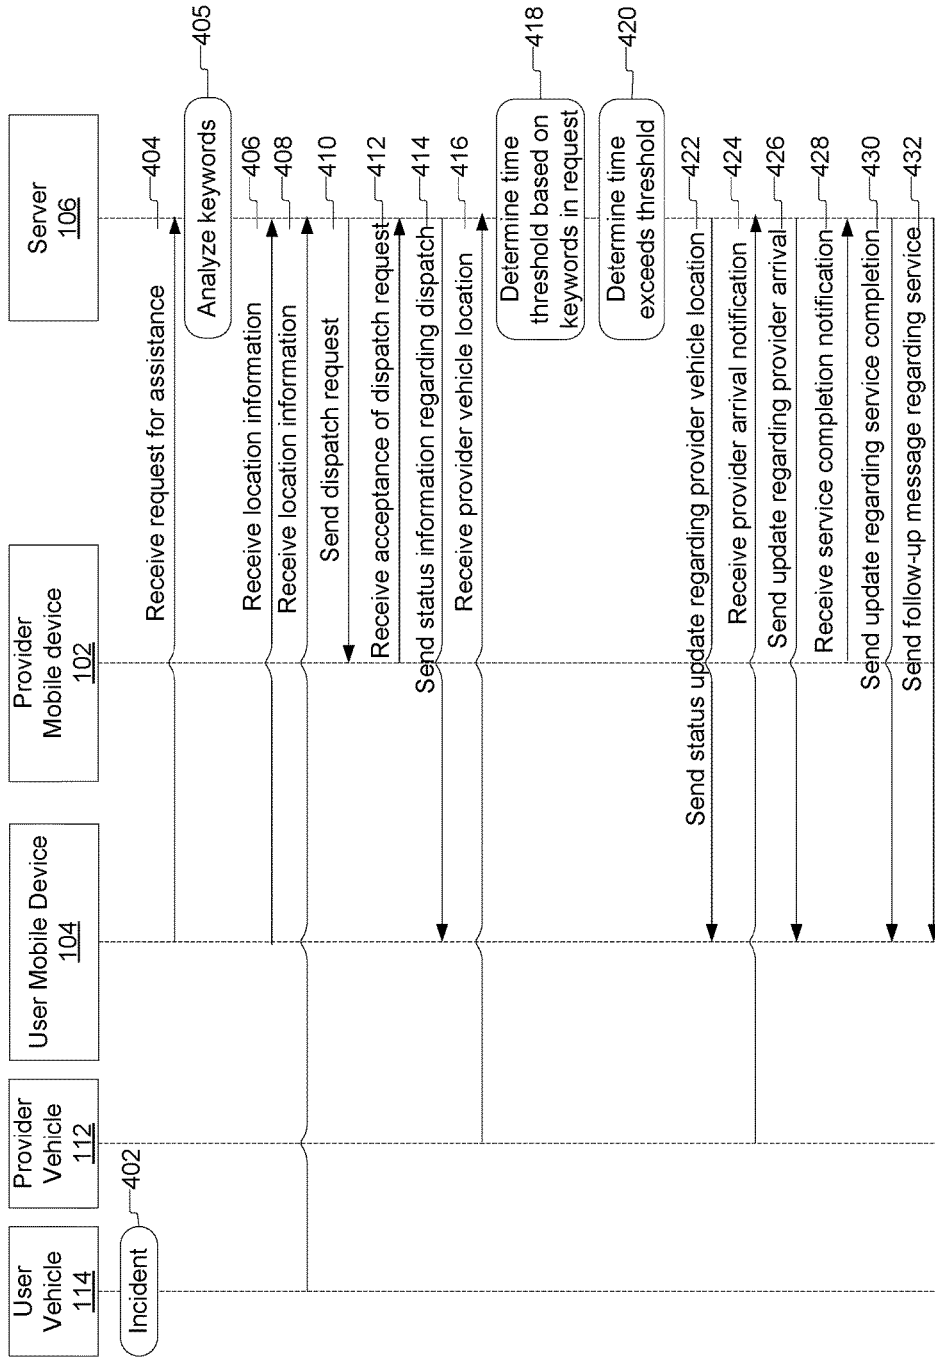 User
Vehicle
114
Provider
Vehicle
112
User Mobile Device
104
Provider
Mobile device
102
Server
106
Incident
402
Receive request for assistance
404
Analyze keywords
405
Receive location information
406
Receive location information
408
Send dispatch request
410
Receive acceptance of dispatch request
412
Send status information regarding dispatch
414
Receive provider vehicle location
416
Determine time
threshold based on
keywords in request
418
Determine time
exceeds threshold
420
Send status update regarding provider vehicle location
422
Receive provider arrival notification
424
Send update regarding provider arrival
426
Receive service completion notification
428
Send update regarding service completion
430
Send follow-up message regarding service
432